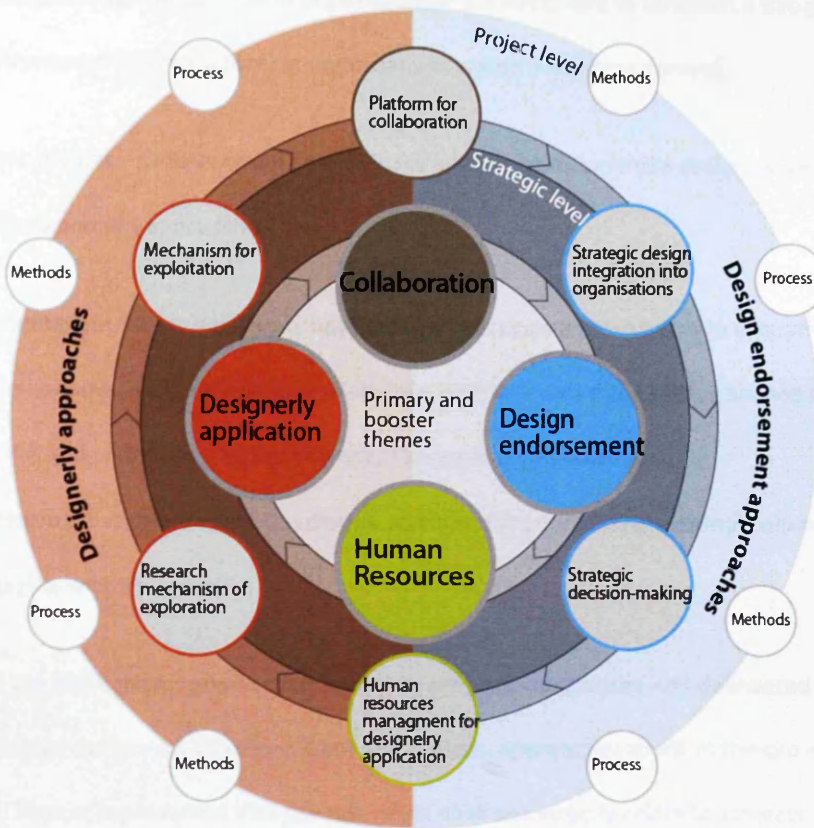 Project level
Process
Methods
Platform for
collaboration
Strategic level
Mechanism for
exploitation
Strategic design
integration into
organisations
Methods
Process
Collaboration
Designerly approaches
Design endorsement approaches
Designerly
application
Primary and
booster
themes
Design
endorsement
Human
Resources
Research
mechanism of
exploration
Strategic
decision-making
Process
Methods
Human
resources
managment for
designelry
application
Methods
Process